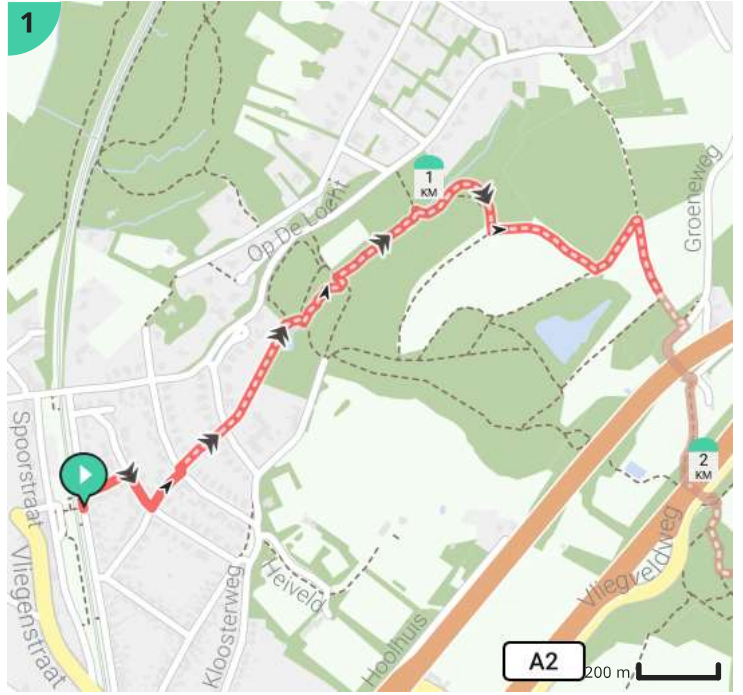 1
1
KM
Groeneweg
Op De Locht
Spoorstraat
2
KM
Vliegenstraat
Vliegveldweg
Heiveld
Kloosterweg
Hoolhuis
A2
200 m